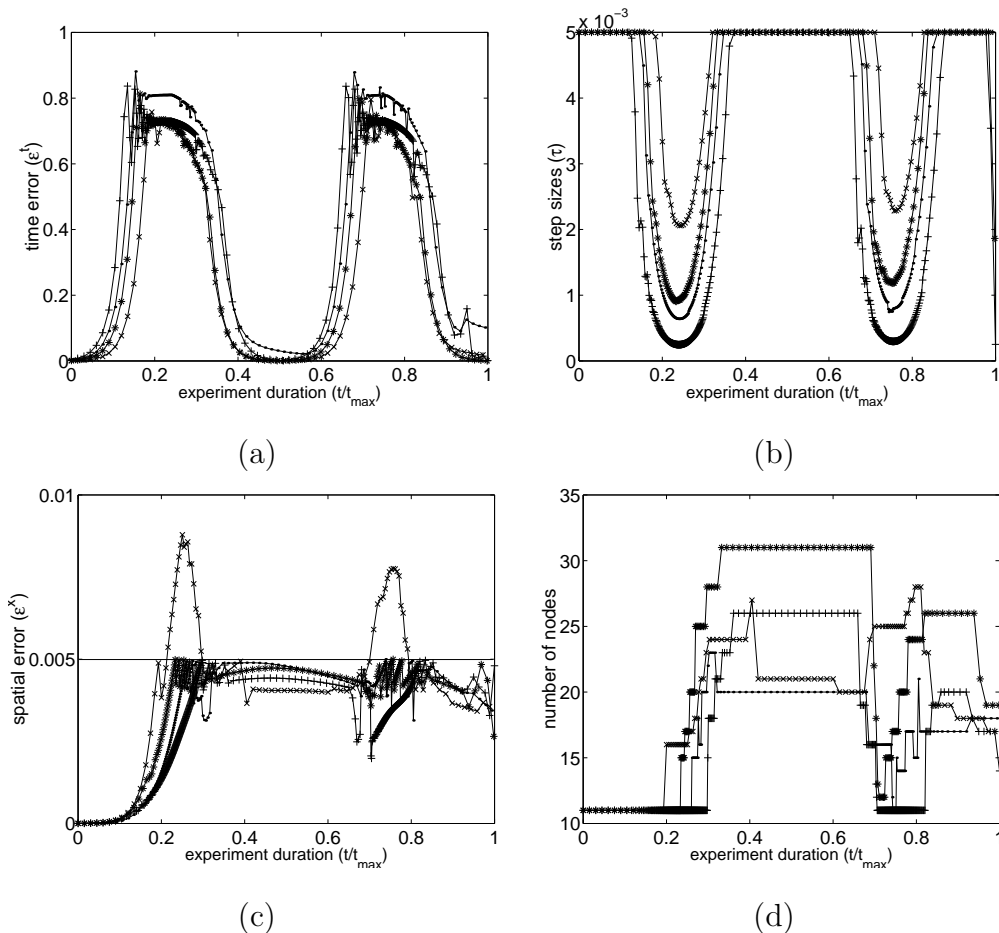 1
0.8
0.6
0.4
0.2
0
0 0.2 0.4 0.6 0.8 1
time error (ε^t)
experiment duration (t/t_max)
(a)
x 10^-3
5
4
3
2
1
0
0 0.2 0.4 0.6 0.8 1
step sizes (τ)
experiment duration (t/t_max)
(b)
0.01
0.005
0
0 0.2 0.4 0.6 0.8 1
spatial error (ε^x)
experiment duration (t/t_max)
(c)
35
30
25
20
15
10
0 0.2 0.4 0.6 0.8 1
number of nodes
experiment duration (t/t_max)
(d)